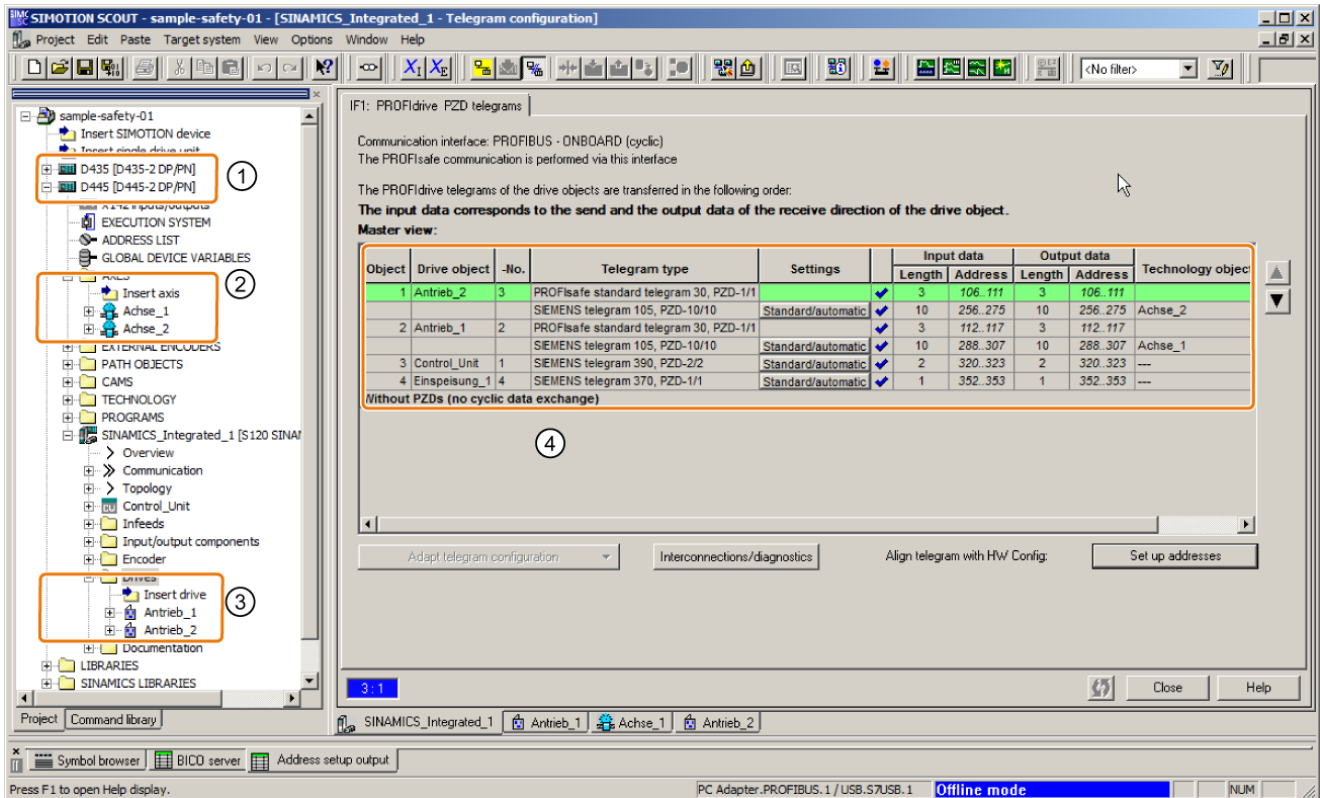 SIMOTION SCOUT - sample-safety-01 - [SINAMICS_Integrated_1 - Telegram configuration]
Project Edit Paste Target system View Options Window Help
<No filter>
sample-safety-01
Insert SIMOTION device
Insert single drive unit
D435 [D435-2 DP/PN]
D445 [D445-2 DP/PN]
1
X142 inputs/outputs
EXECUTION SYSTEM
ADDRESS LIST
GLOBAL DEVICE VARIABLES
AXES
Insert axis
Achse_1
Achse_2
2
EXTERNAL ENCODERS
PATH OBJECTS
CAMS
TECHNOLOGY
PROGRAMS
SINAMICS_Integrated_1 [S120 SINAI
Overview
Communication
Topology
Control_Unit
Infeeds
Input/output components
Encoder
Drives
Insert drive
Antrieb_1
Antrieb_2
3
Documentation
LIBRARIES
SINAMICS LIBRARIES
Project Command library
IF1: PROFIdrive PZD telegrams
Communication interface: PROFIBUS - ONBOARD (cyclic)
The PROFIsafe communication is performed via this interface
The PROFIdrive telegrams of the drive objects are transferred in the following order:
The input data corresponds to the send and the output data of the receive direction of the drive object.
Master view:
Object Drive object -No. Telegram type Settings Input data Output data Technology object
Length Address Length Address
1 Antrieb_2 3 PROFIsafe standard telegram 30, PZD-1/1 3 106..111 3 106..111
SIEMENS telegram 105, PZD-10/10 Standard/automatic 10 256..275 10 256..275 Achse_2
2 Antrieb_1 2 PROFIsafe standard telegram 30, PZD-1/1 3 112..117 3 112..117
SIEMENS telegram 105, PZD-10/10 Standard/automatic 10 288..307 10 288..307 Achse_1
3 Control_Unit 1 SIEMENS telegram 390, PZD-2/2 Standard/automatic 2 320..323 2 320..323 ---
4 Einspeisung_1 4 SIEMENS telegram 370, PZD-1/1 Standard/automatic 1 352..353 1 352..353 ---
Without PZDs (no cyclic data exchange)
4
Adapt telegram configuration Interconnections/diagnostics Align telegram with HW Config: Set up addresses
3 : 1 Close Help
SINAMICS_Integrated_1 Antrieb_1 Achse_1 Antrieb_2
Symbol browser BICO server Address setup output
Press F1 to open Help display. PC Adapter.PROFIBUS.1 / USB.S7USB.1 Offline mode NUM